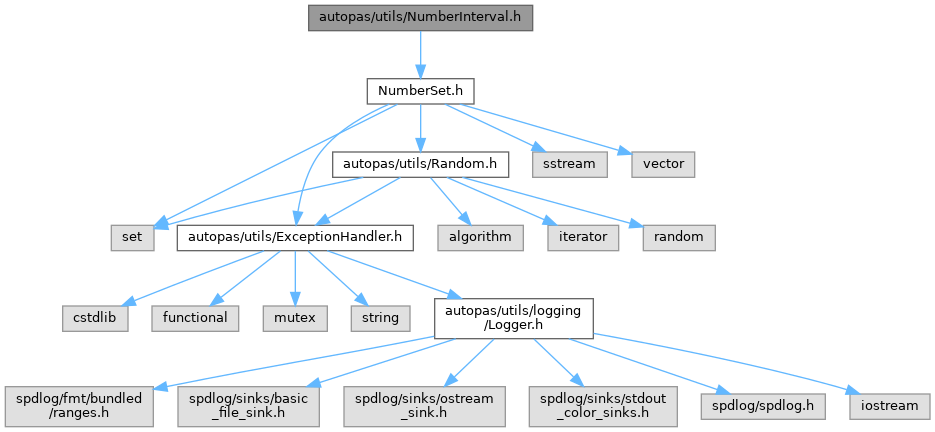 autopas/utils/NumberInterval.h
NumberSet.h
autopas/utils/Random.h
sstream
vector
set
autopas/utils/ExceptionHandler.h
algorithm
iterator
random
cstdlib
functional
mutex
string
autopas/utils/logging
/Logger.h
spdlog/fmt/bundled
/ranges.h
spdlog/sinks/basic
_file_sink.h
spdlog/sinks/ostream
_sink.h
spdlog/sinks/stdout
_color_sinks.h
spdlog/spdlog.h
iostream